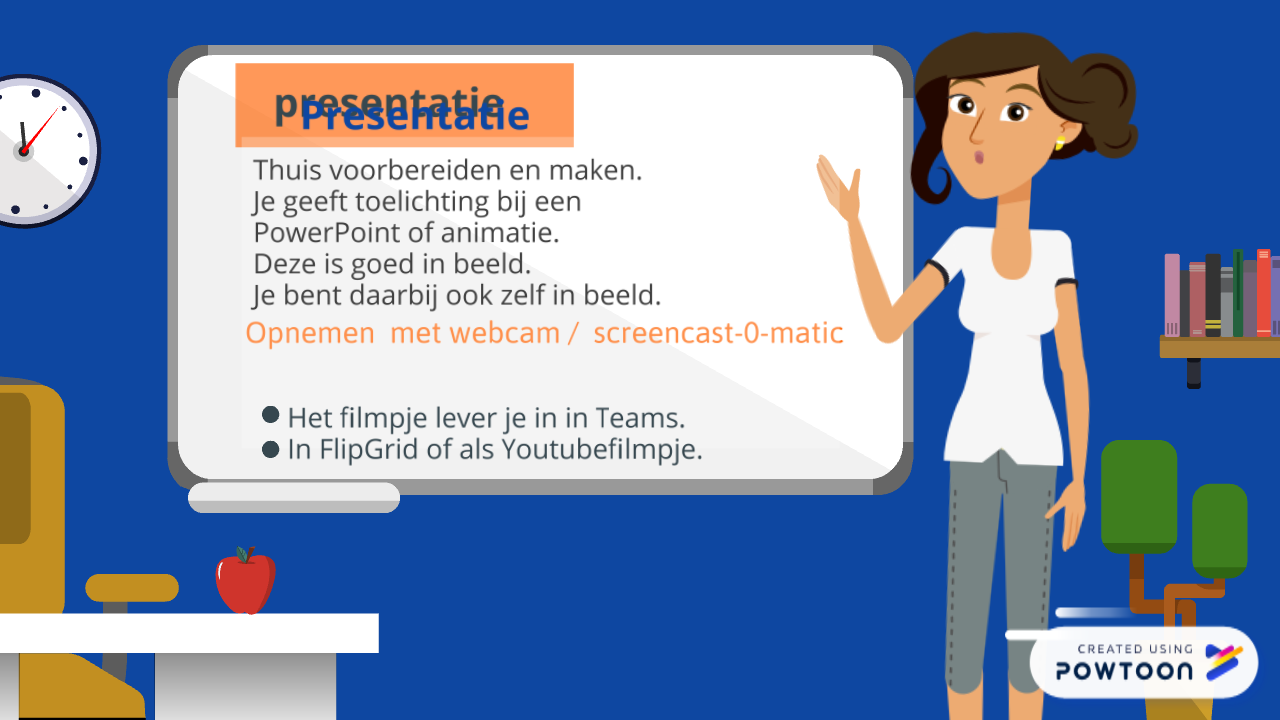 presentatie
Presentatie
Thuis voorbereiden en maken.
Je geeft toelichting bij een
PowerPoint of animatie.
Deze is goed in beeld.
Je bent daarbij ook zelf in beeld.
Opnemen met webcam / screencast-0-matic
Het filmpje lever je in in Teams.
In FlipGrid of als Youtubefilmpje.
CREATED USING
POWTOON